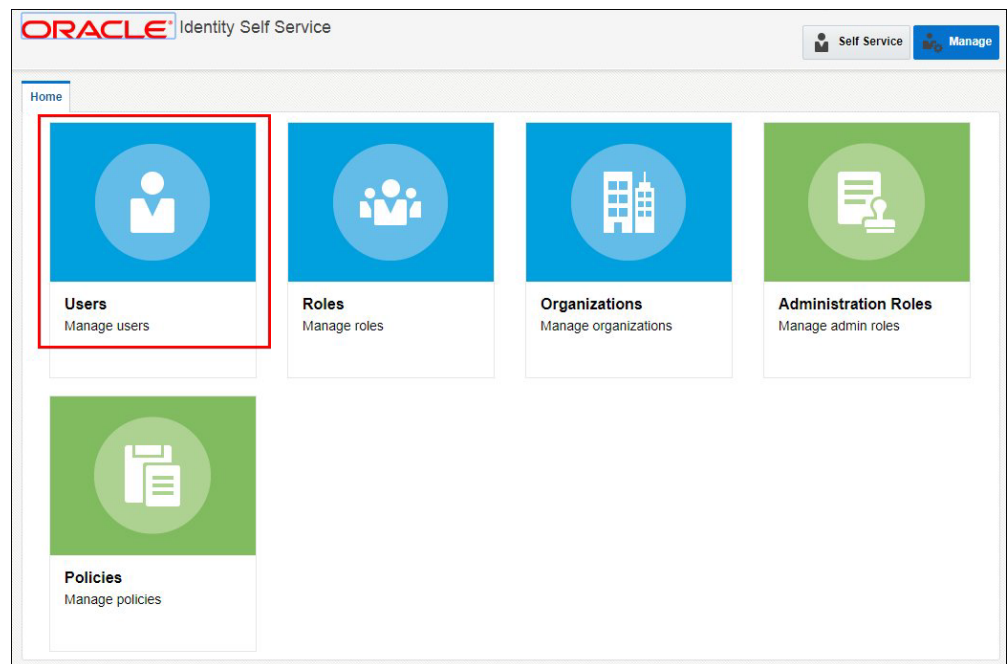 ORACLE® Identity Self Service
Self Service
Manage
Home
Users
Manage users
Roles
Manage roles
Organizations
Manage organizations
Administration Roles
Manage admin roles
Policies
Manage policies